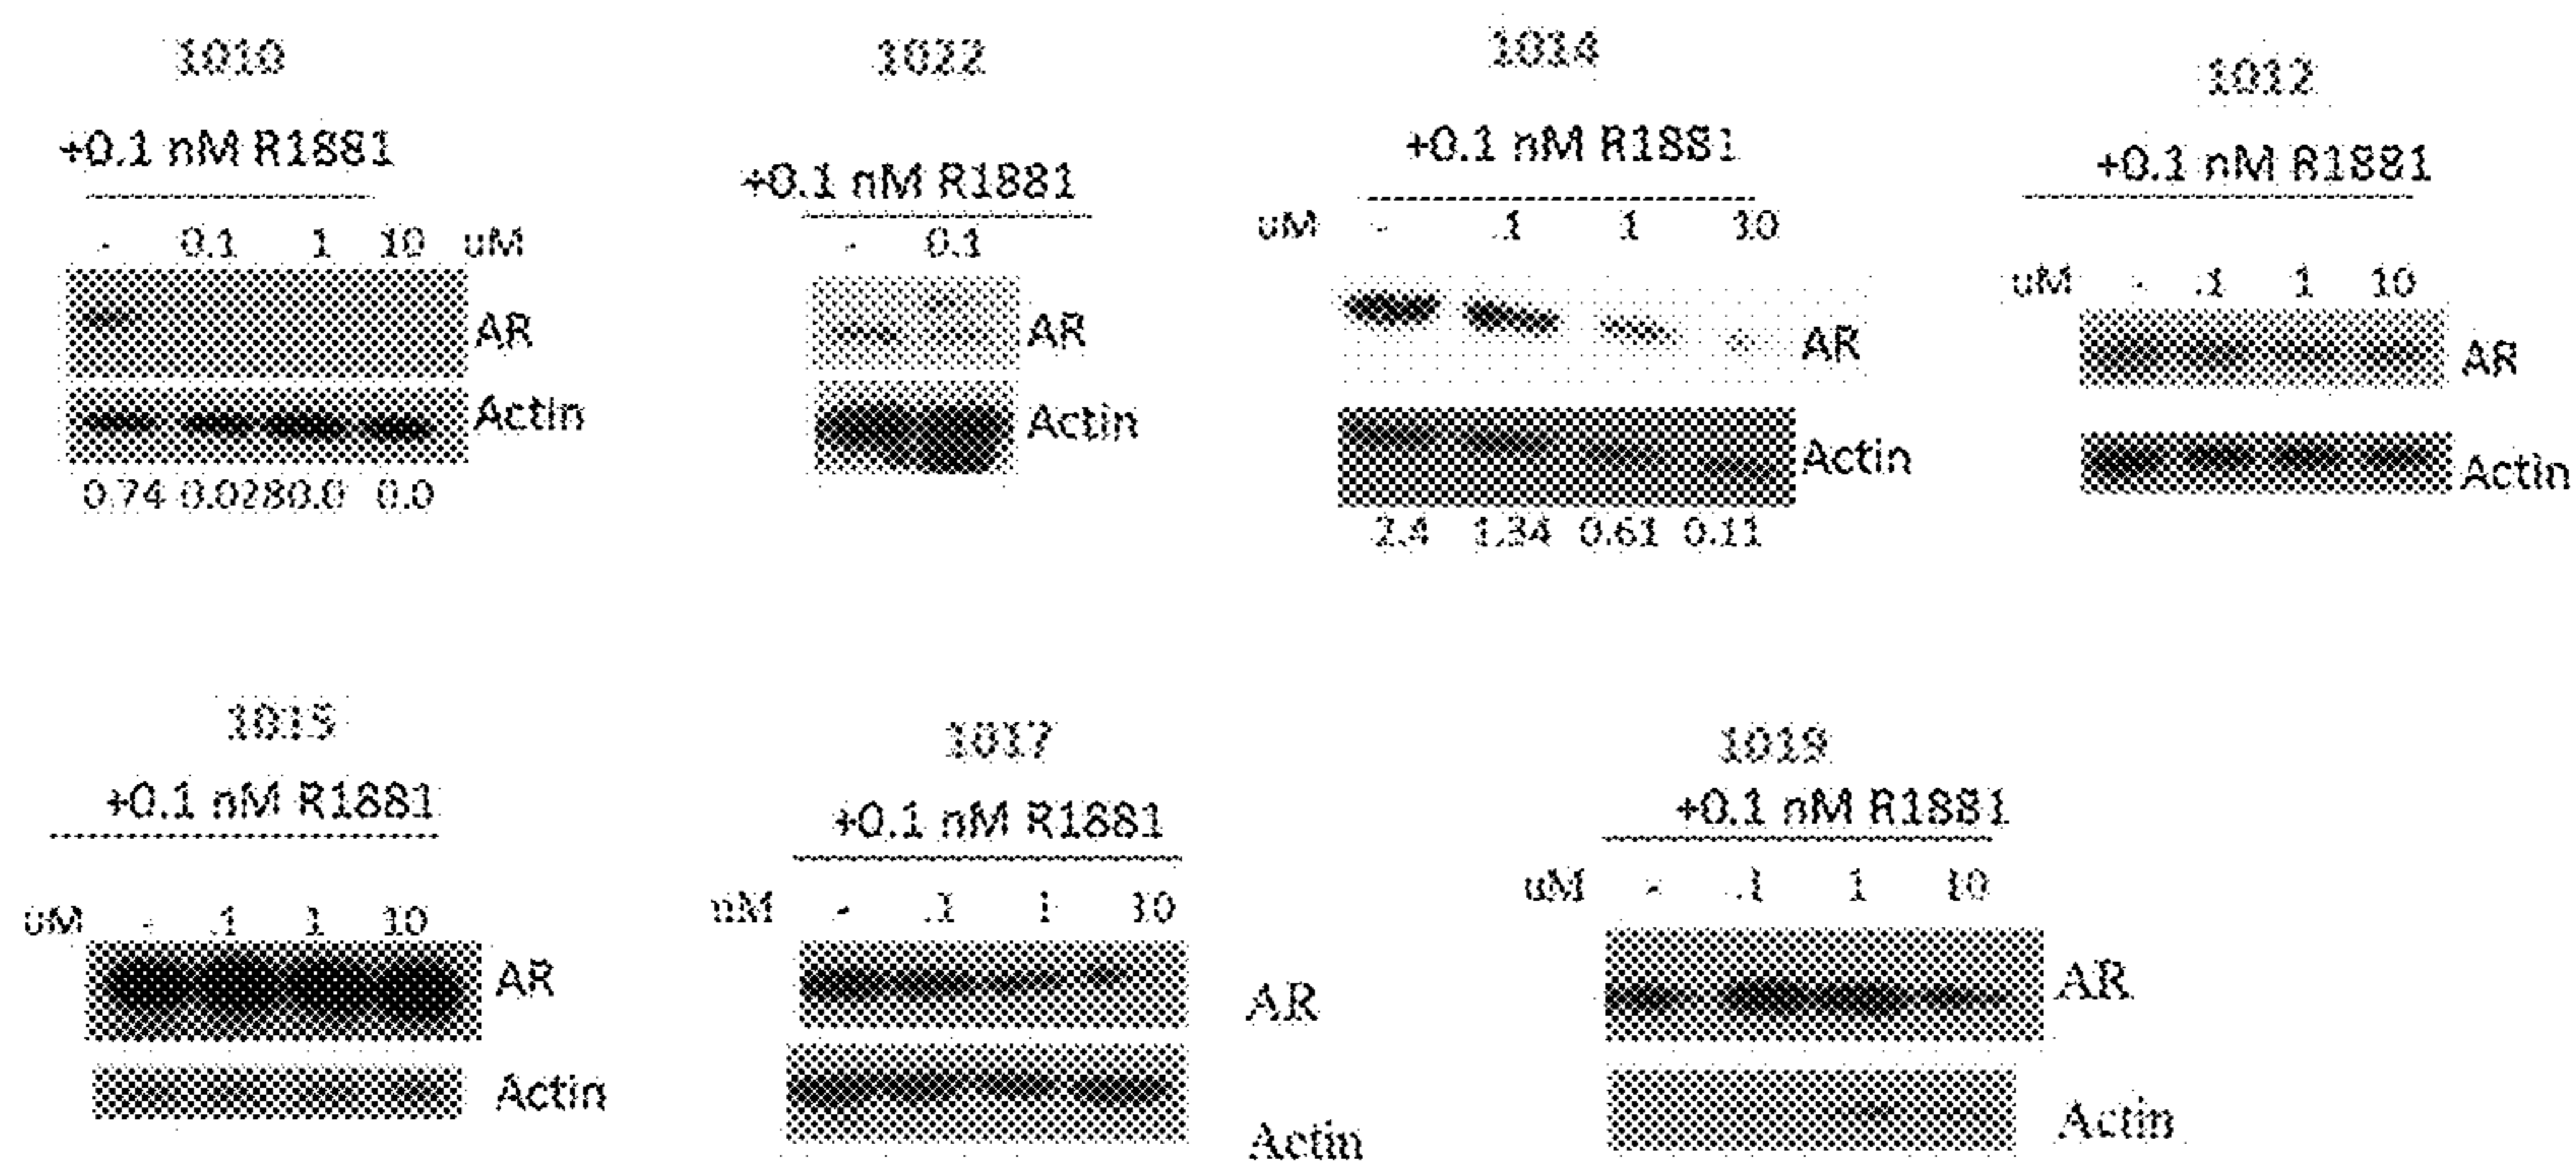 1010
+0.1 nM R1881
- 0.1 1 10 uM
AR
Actin
0.74 0.0280.0 0.0
1022
+0.1 nM R1881
- 0.1
AR
Actin
1014
+0.1 nM R1881
uM - .1 1 10
AR
Actin
2.4 1.34 0.61 0.11
1012
+0.1 nM R1881
uM - .1 1 10
AR
Actin
1015
+0.1 nM R1881
uM - .1 1 10
AR
Actin
1017
+0.1 nM R1881
uM - .1 1 10
AR
Actin
1019
+0.1 nM R1881
uM - .1 1 10
AR
Actin